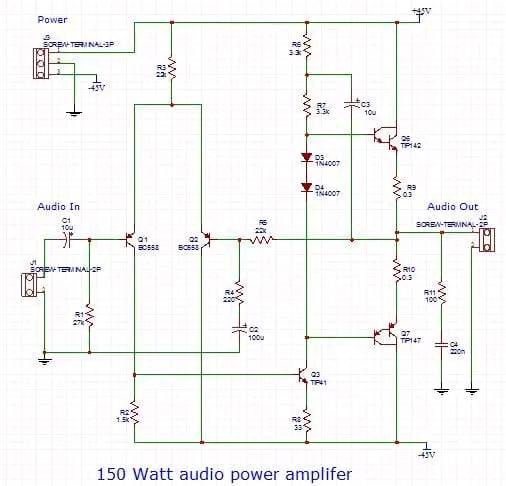 Power
J3
SCREW-TERMINAL-3P
1
2
3
-45V
+45V
R3
22k
R6
3.3k
R7
3.3k
C3
10u
Q6
TIP142
D3
1N4007
D4
1N4007
R9
0.3
Audio In
C1
10u
J1
SCREW-TERMINAL-2P
Q1
BC558
Q2
BC558
R5
22k
Audio Out
J2
SCREW-TERMINAL-2P
1
2
R4
220
C2
100u
R1
27k
R10
0.3
R11
100
Q7
TIP147
C4
220n
Q3
TIP41
R2
1.5k
R8
33
-45V
150 Watt audio power amplifer